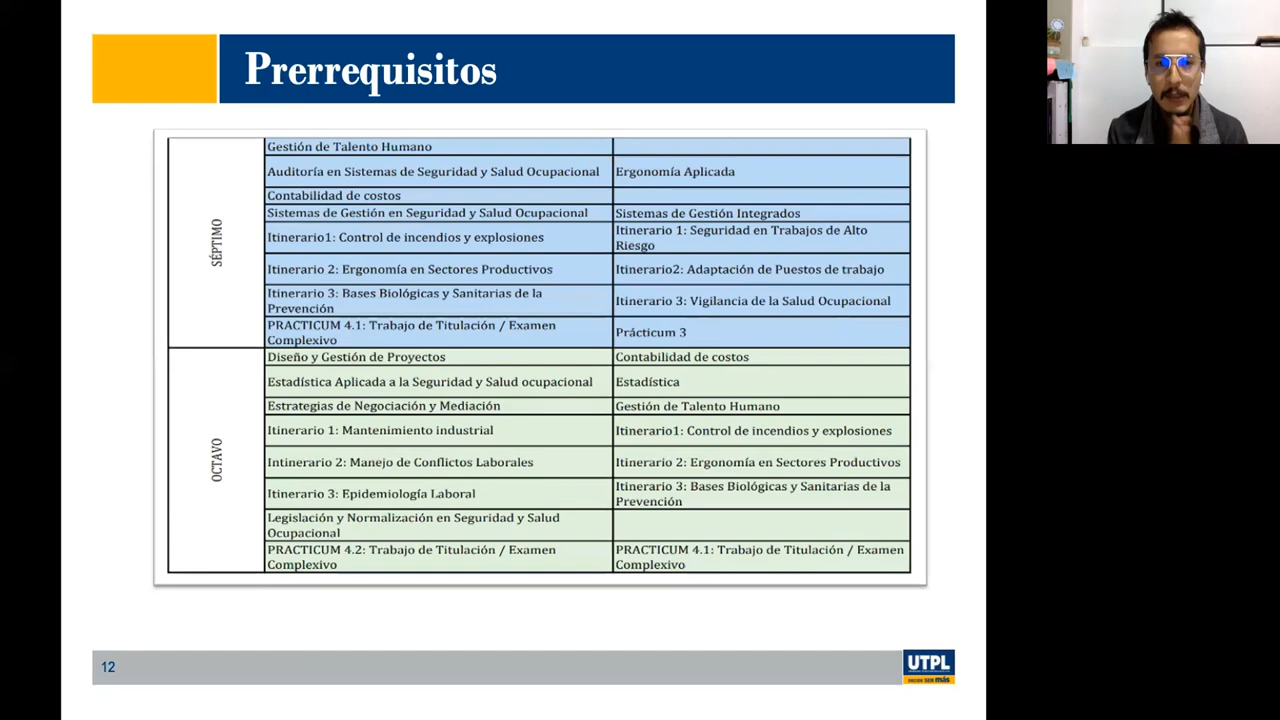 Prerrequisitos
SÉPTIMO
Gestión de Talento Humano
Auditoría en Sistemas de Seguridad y Salud Ocupacional
Ergonomía Aplicada
Contabilidad de costos
Sistemas de Gestión en Seguridad y Salud Ocupacional
Sistemas de Gestión Integrados
Itinerario1: Control de incendios y explosiones
Itinerario 1: Seguridad en Trabajos de Alto
Riesgo
Itinerario 2: Ergonomía en Sectores Productivos
Itinerario2: Adaptación de Puestos de trabajo
Itinerario 3: Bases Biológicas y Sanitarias de la
Prevención
Itinerario 3: Vigilancia de la Salud Ocupacional
PRACTICUM 4.1: Trabajo de Titulación / Examen
Complexivo
Prácticum 3
OCTAVO
Diseño y Gestión de Proyectos
Contabilidad de costos
Estadística Aplicada a la Seguridad y Salud ocupacional
Estadística
Estrategias de Negociación y Mediación
Gestión de Talento Humano
Itinerario 1: Mantenimiento industrial
Itinerario1: Control de incendios y explosiones
Intinerario 2: Manejo de Conflictos Laborales
Itinerario 2: Ergonomía en Sectores Productivos
Itinerario 3: Epidemiología Laboral
Itinerario 3: Bases Biológicas y Sanitarias de la
Prevención
Legislación y Normalización en Seguridad y Salud
Ocupacional
PRACTICUM 4.2: Trabajo de Titulación / Examen
Complexivo
PRACTICUM 4.1: Trabajo de Titulación / Examen
Complexivo
12
UTPL